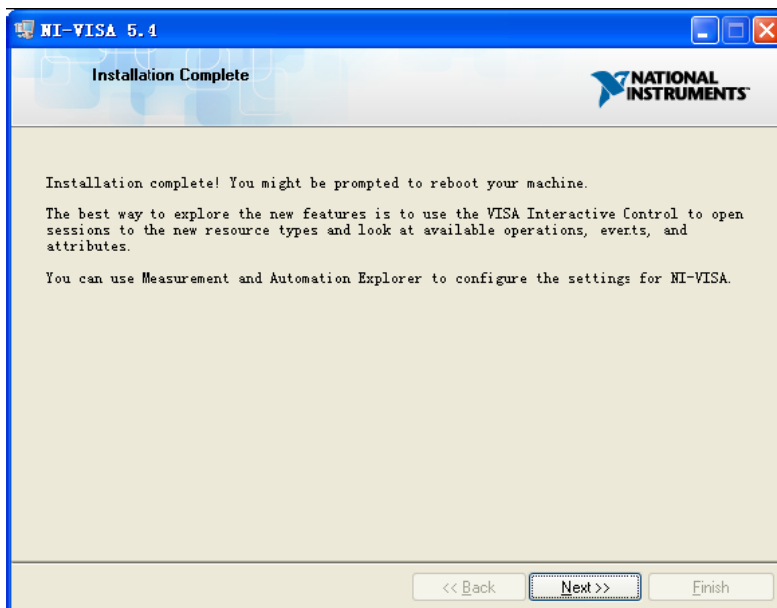 NI-VISA 5.4
Installation Complete
NATIONAL
INSTRUMENTS
Installation complete! You might be prompted to reboot your machine.
The best way to explore the new features is to use the VISA Interactive Control to open
sessions to the new resource types and look at available operations, events, and
attributes.
You can use Measurement and Automation Explorer to configure the settings for NI-VISA.
<< Back
Next >>
Finish